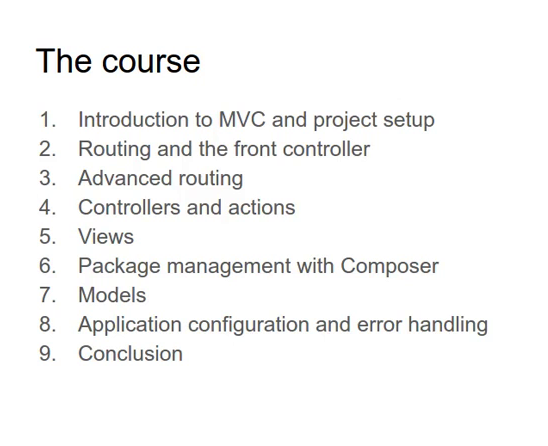 The course
1. Introduction to MVC and project setup
2. Routing and the front controller
3. Advanced routing
4. Controllers and actions
5. Views
6. Package management with Composer
7. Models
8. Application configuration and error handling
9. Conclusion